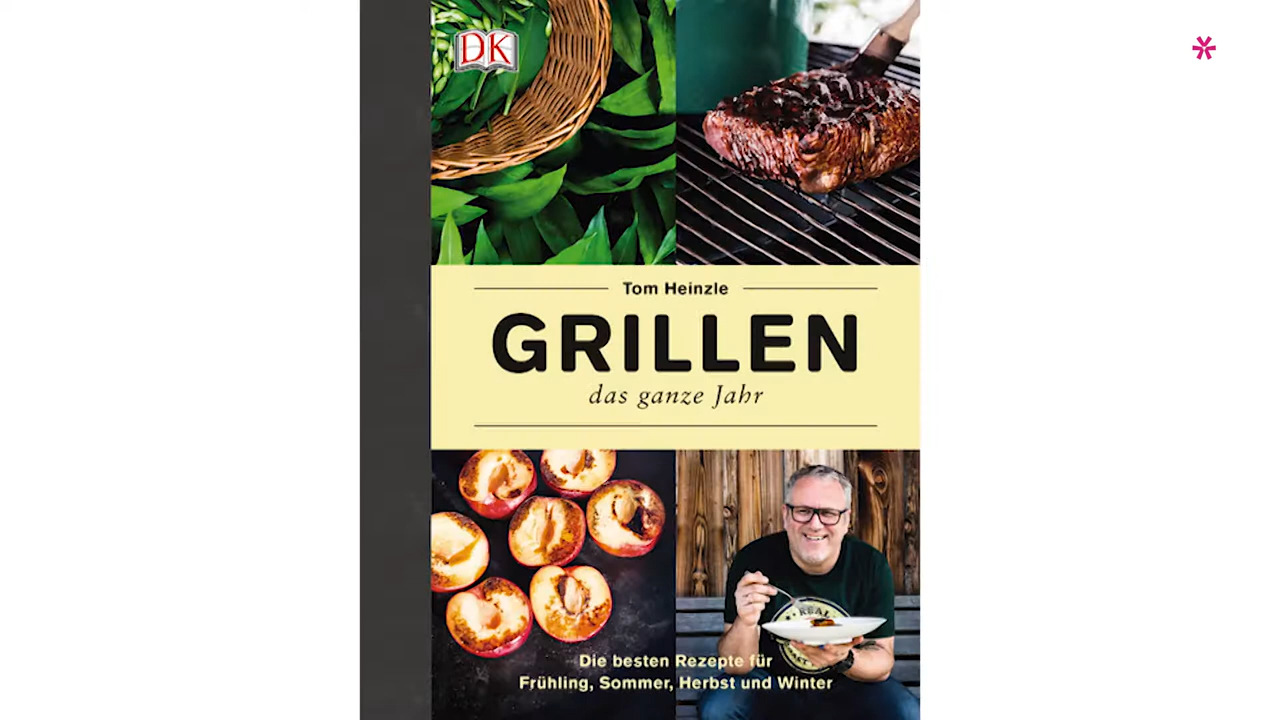 DK
Tom Heinzle
GRILLEN
das ganze Jahr
REAL
Die besten Rezepte für
Frühling, Sommer, Herbst und Winter